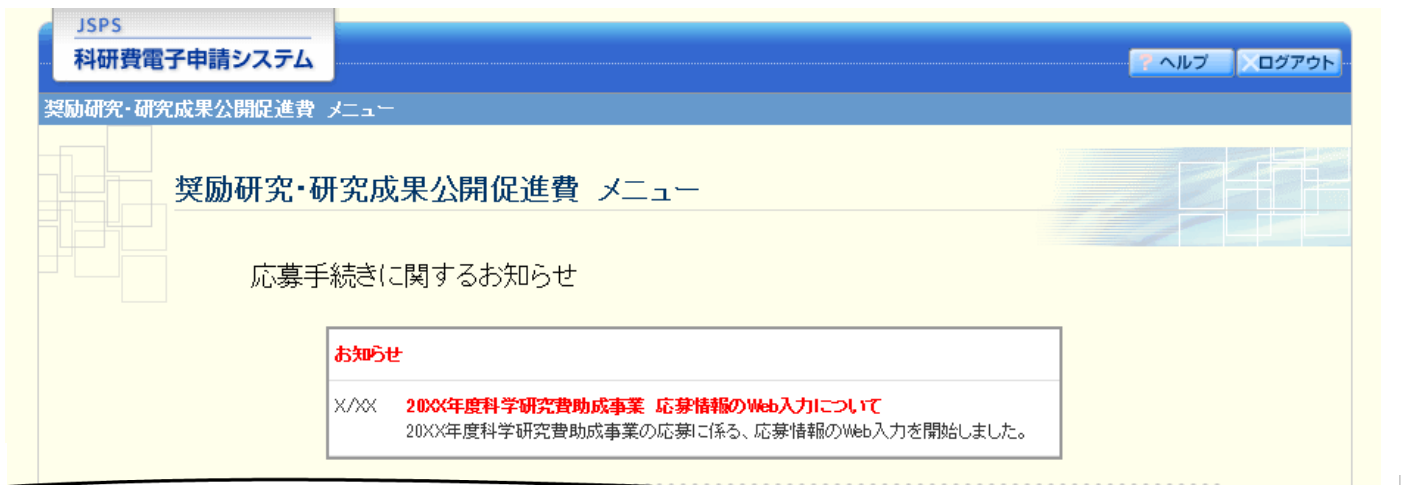 JSPS
科研費電子申請システム
? ヘルプ
ログアウト
奨励研究・研究成果公開促進費 メニュー
奨励研究・研究成果公開促進費 メニュー
応募手続きに関するお知らせ
お知らせ
X/XX 20XX年度科学研究費助成事業 応募情報のWeb入力について
20XX年度科学研究費助成事業の応募に係る、応募情報のWeb入力を開始しました。